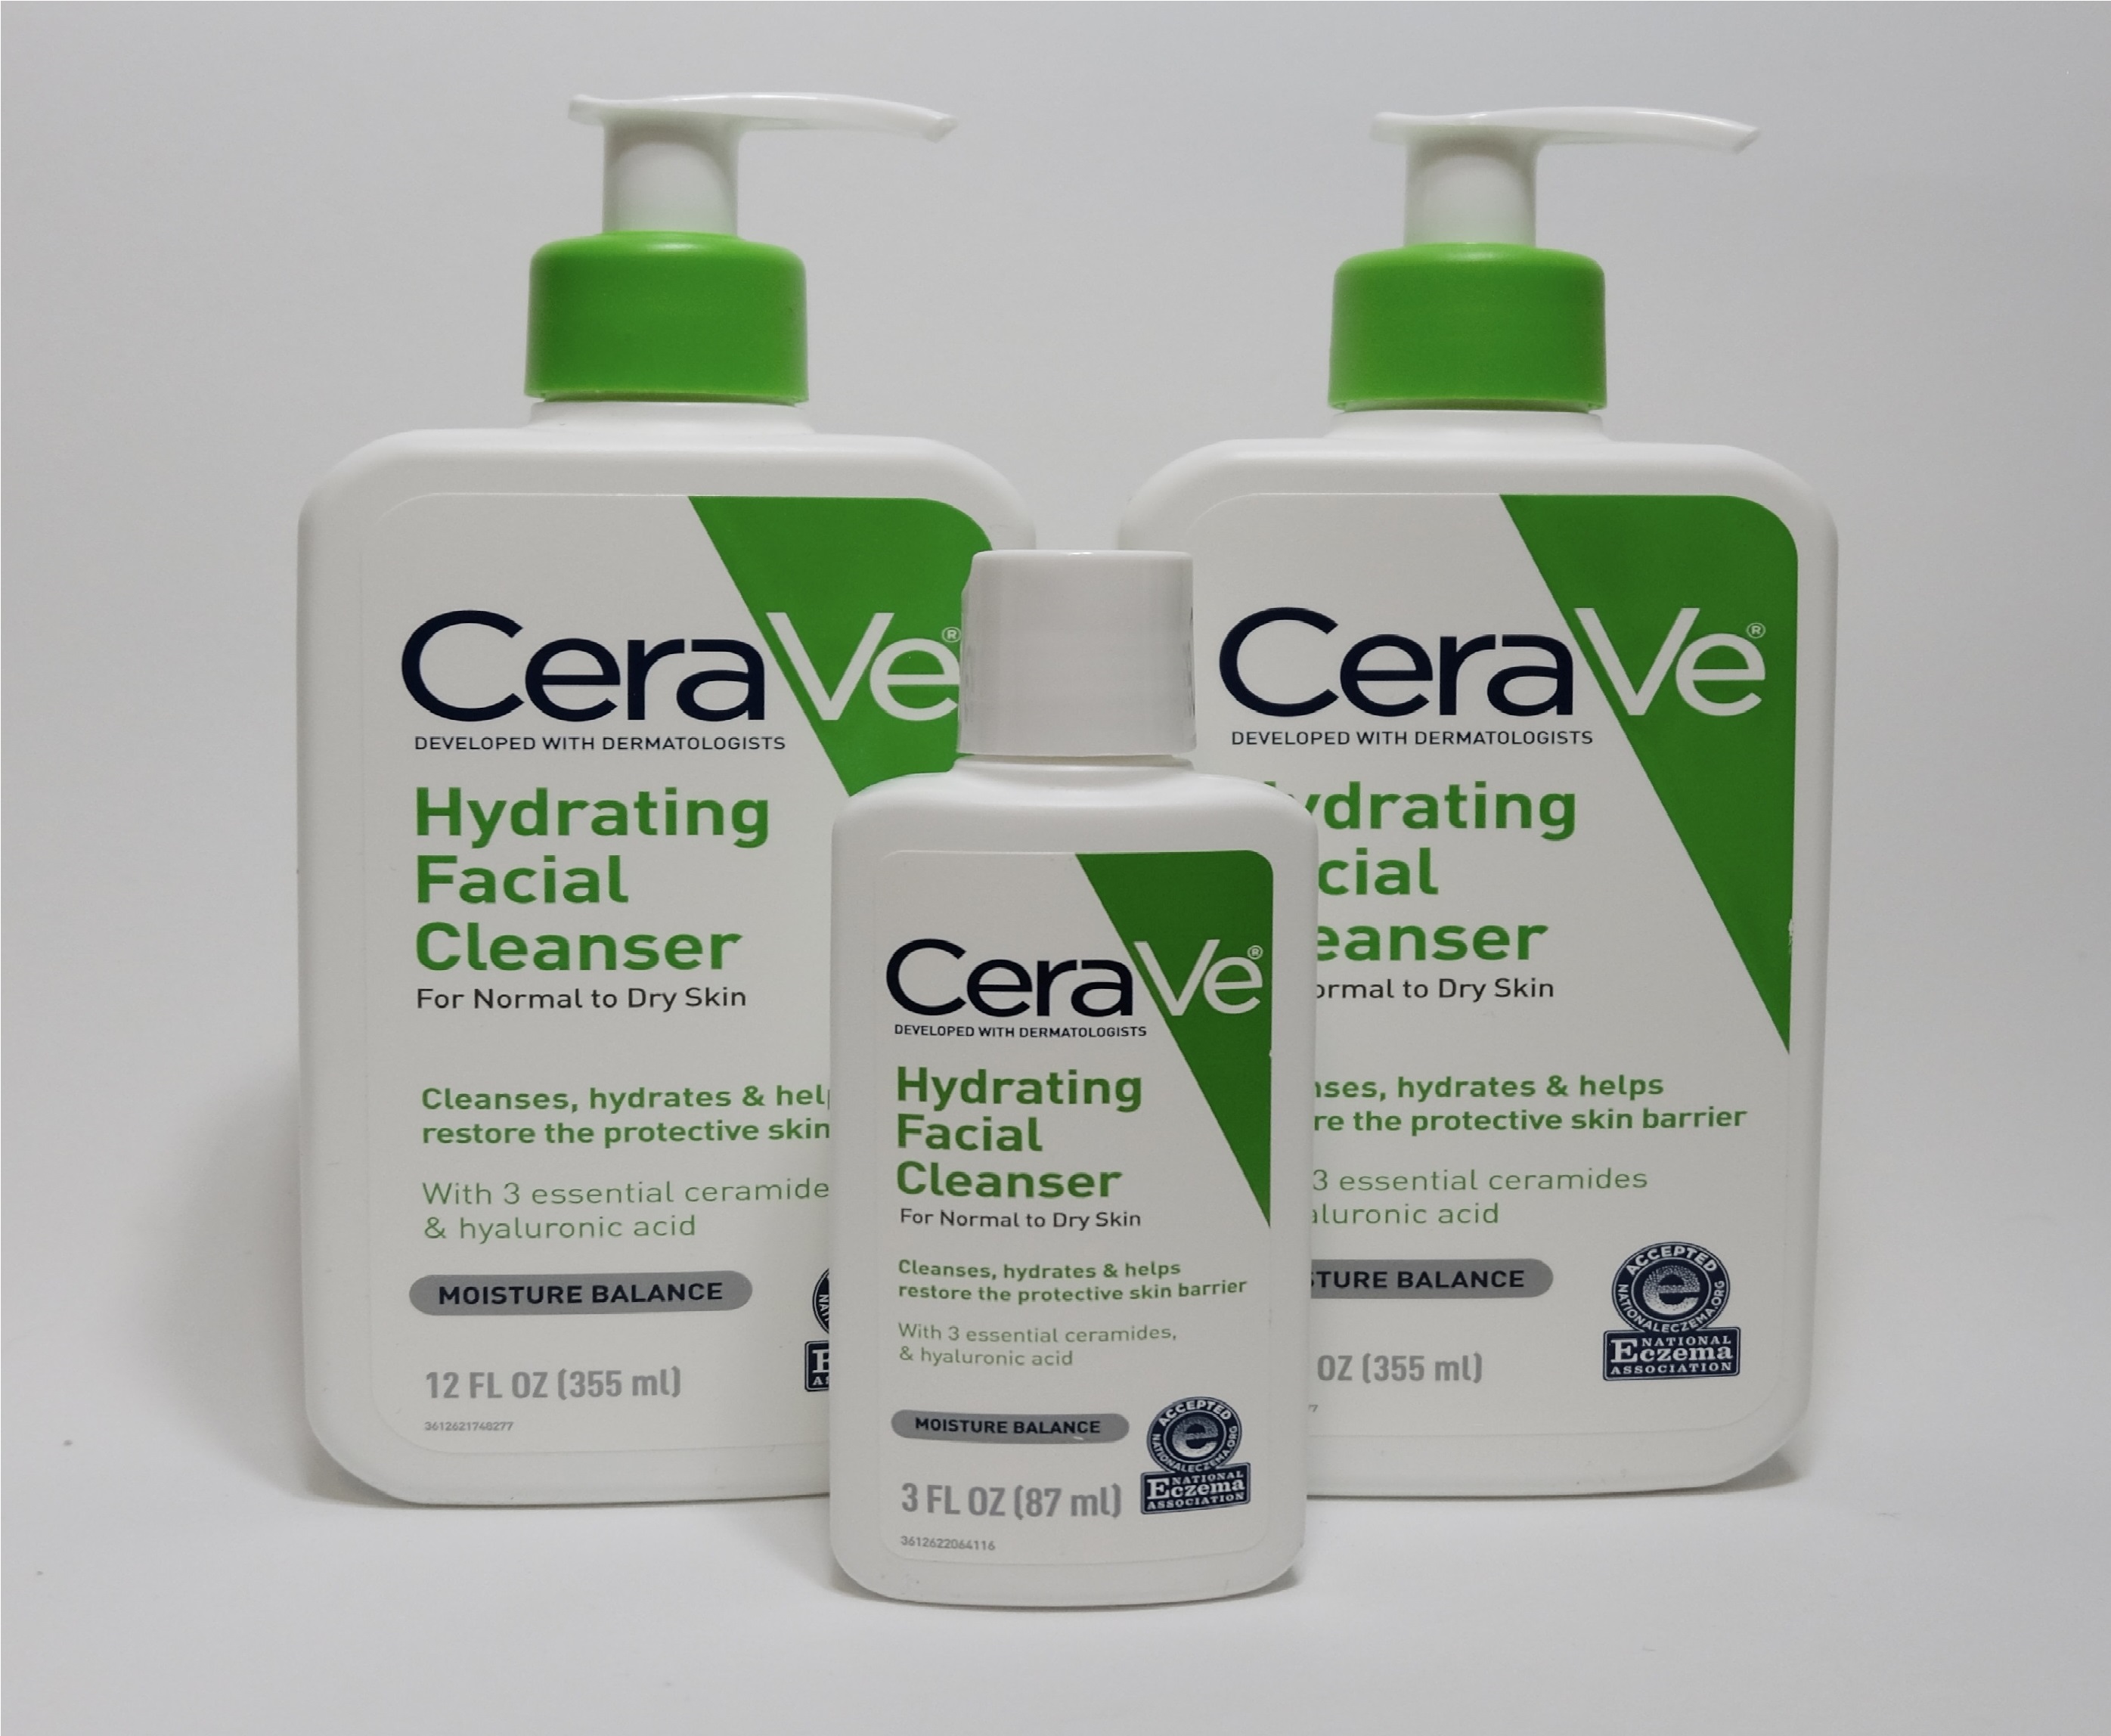 CeraVe®
DEVELOPED WITH DERMATOLOGISTS
Hydrating
Facial
Cleanser
For Normal to Dry Skin
Cleanses, hydrates & help
restore the protective skin
With 3 essential ceramide
& hyaluronic acid
MOISTURE BALANCE
12 FL OZ (355 ml)
3612621748277
CeraVe®
DEVELOPED WITH DERMATOLOGISTS
Hydrating
Facial
Cleanser
For Normal to Dry Skin
Cleanses, hydrates & helps
restore the protective skin barrier
With 3 essential ceramides,
& hyaluronic acid
MOISTURE BALANCE
ACCEPTED
NATIONALECZEMA.ORG
e
NATIONAL
Eczema
ASSOCIATION
3 FL OZ (87 ml)
3612622064116
CeraVe®
DEVELOPED WITH DERMATOLOGISTS
ydrating
cial
eanser
ormal to Dry Skin
nses, hydrates & helps
re the protective skin barrier
3 essential ceramides
aluronic acid
TURE BALANCE
ACCEPTED
NATIONALECZEMA.ORG
e
NATIONAL
Eczema
ASSOCIATION
OZ (355 ml)